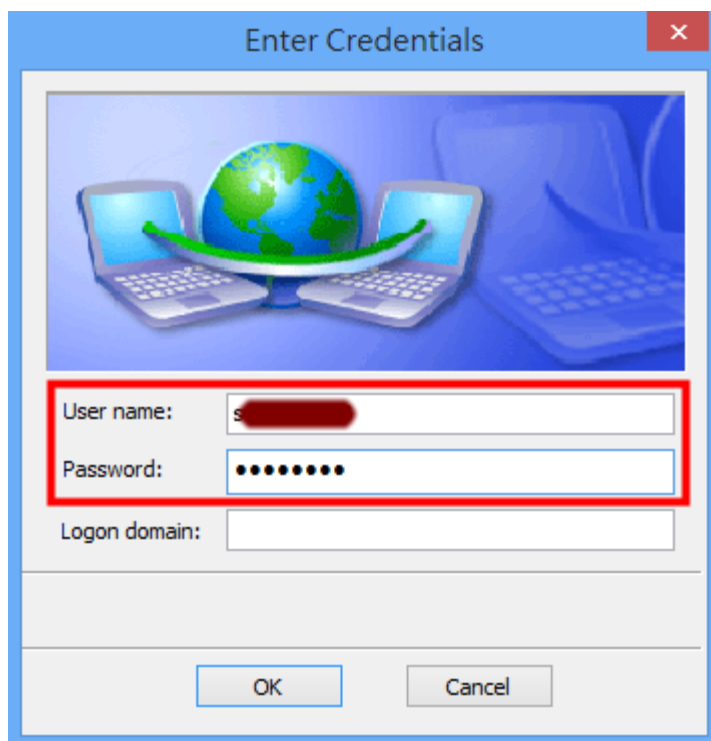 Enter Credentials
User name: s
Password: ••••••••
Logon domain:
OK Cancel